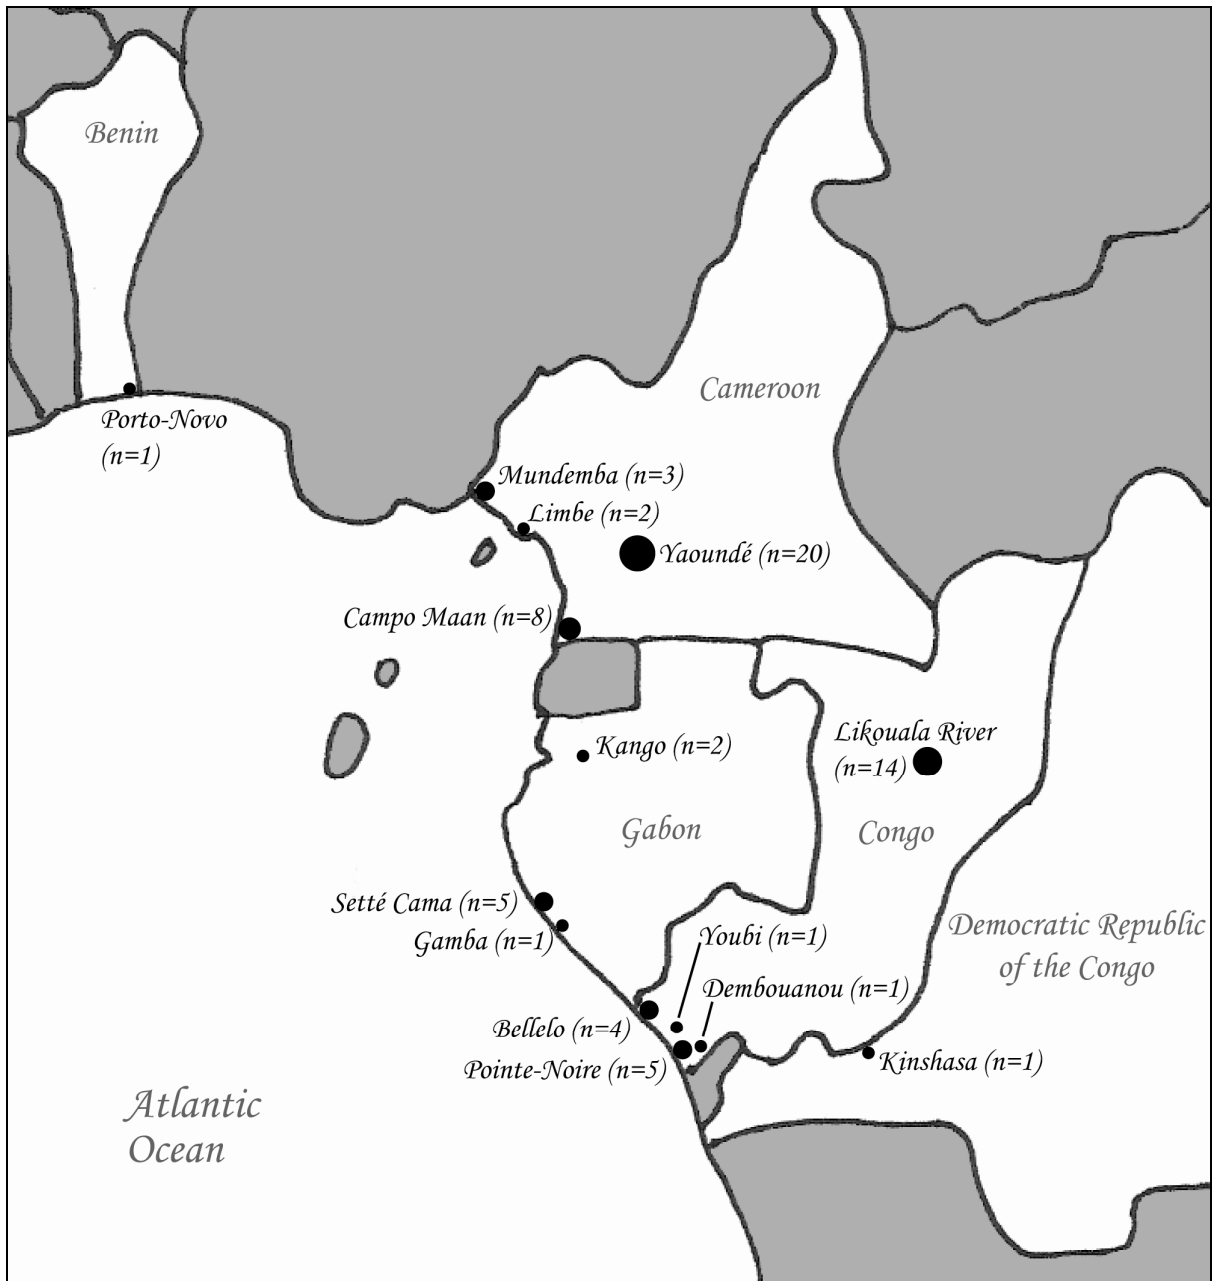 Benin
Cameroon
Porto-Novo
(n=1)
Mundemba (n=3)
Limbe (n=2)
Yaoundé (n=20)
Campo Maan (n=8)
Likouala River
(n=14)
Kango (n=2)
Gabon
Congo
Setté Cama (n=5)
Gamba (n=1)
Youbi (n=1)
Democratic Republic
of the Congo
Dembouanou (n=1)
Bellelo (n=4)
Pointe-Noire (n=5)
Kinshasa (n=1)
Atlantic
Ocean